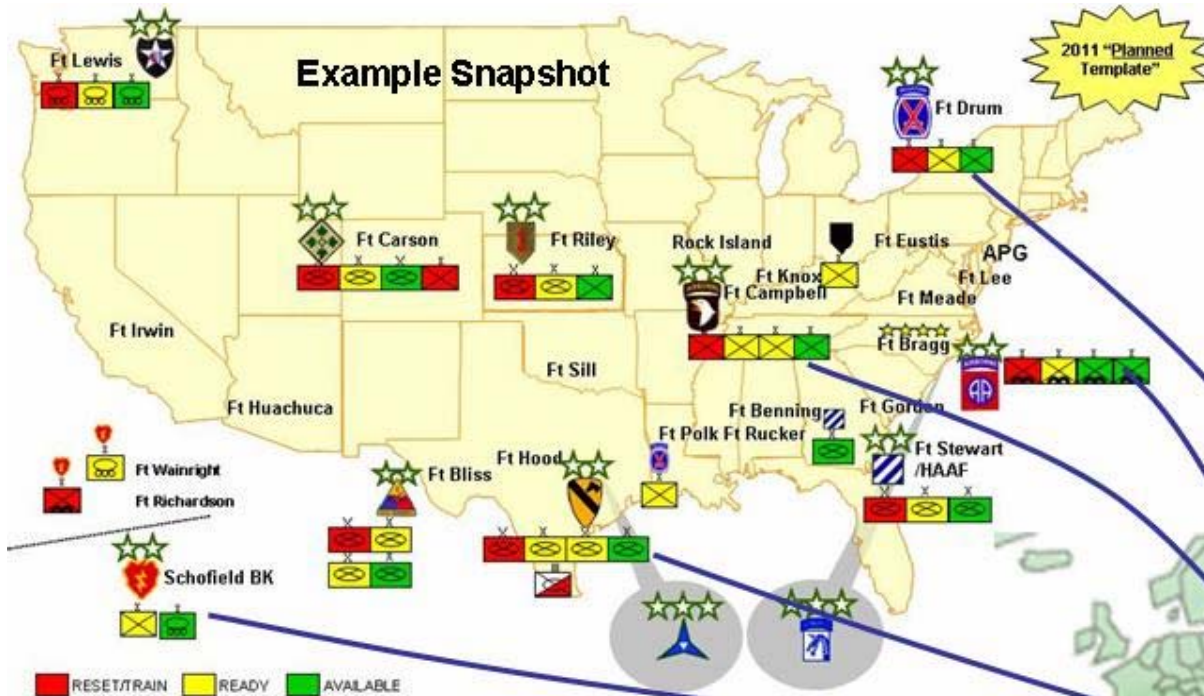 Example Snapshot
2011 "Planned
Template"
Ft Lewis
Ft Drum
Ft Carson
Ft Riley
Rock Island
Ft Eustis
APG
Ft Knox
Ft Lee
Ft Campbell
Ft Meade
Ft Irwin
Ft Bragg
Ft Sill
AIRBORNE
AA
Ft Huachuca
Ft Benning
Ft Gordon
Ft Polk Ft Rucker
Ft Hood
Ft Stewart
/HAAF
Ft Bliss
Ft Wainright
Ft Richardson
Schofield BK
RESET/TRAIN
READY
AVAILABLE